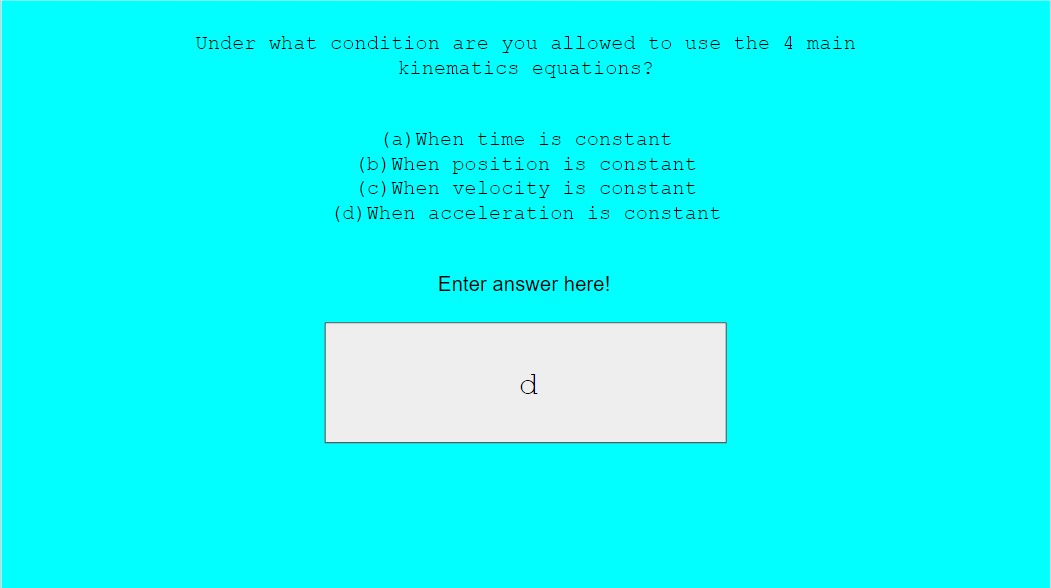 Under what condition are you allowed to use the 4 main
kinematics equations?
(a)When time is constant
(b)When position is constant
(c)When velocity is constant
(d)When acceleration is constant
Enter answer here!
d